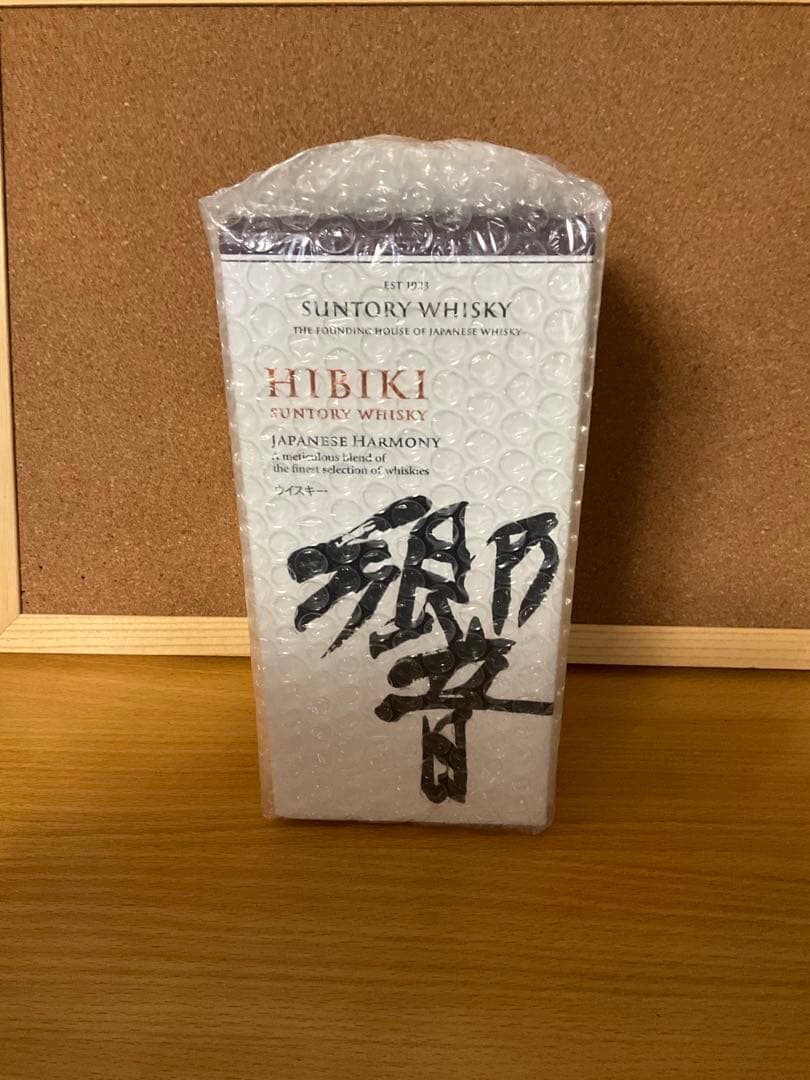 EST 1923
SUNTORY WHISKY
THE FOUNDING HOUSE OF JAPANESE WHISKY
HIBIKI
SUNTORY WHISKY
JAPANESE HARMONY
A meticulous blend of
the finest selection of whiskies
ウイスキー
響